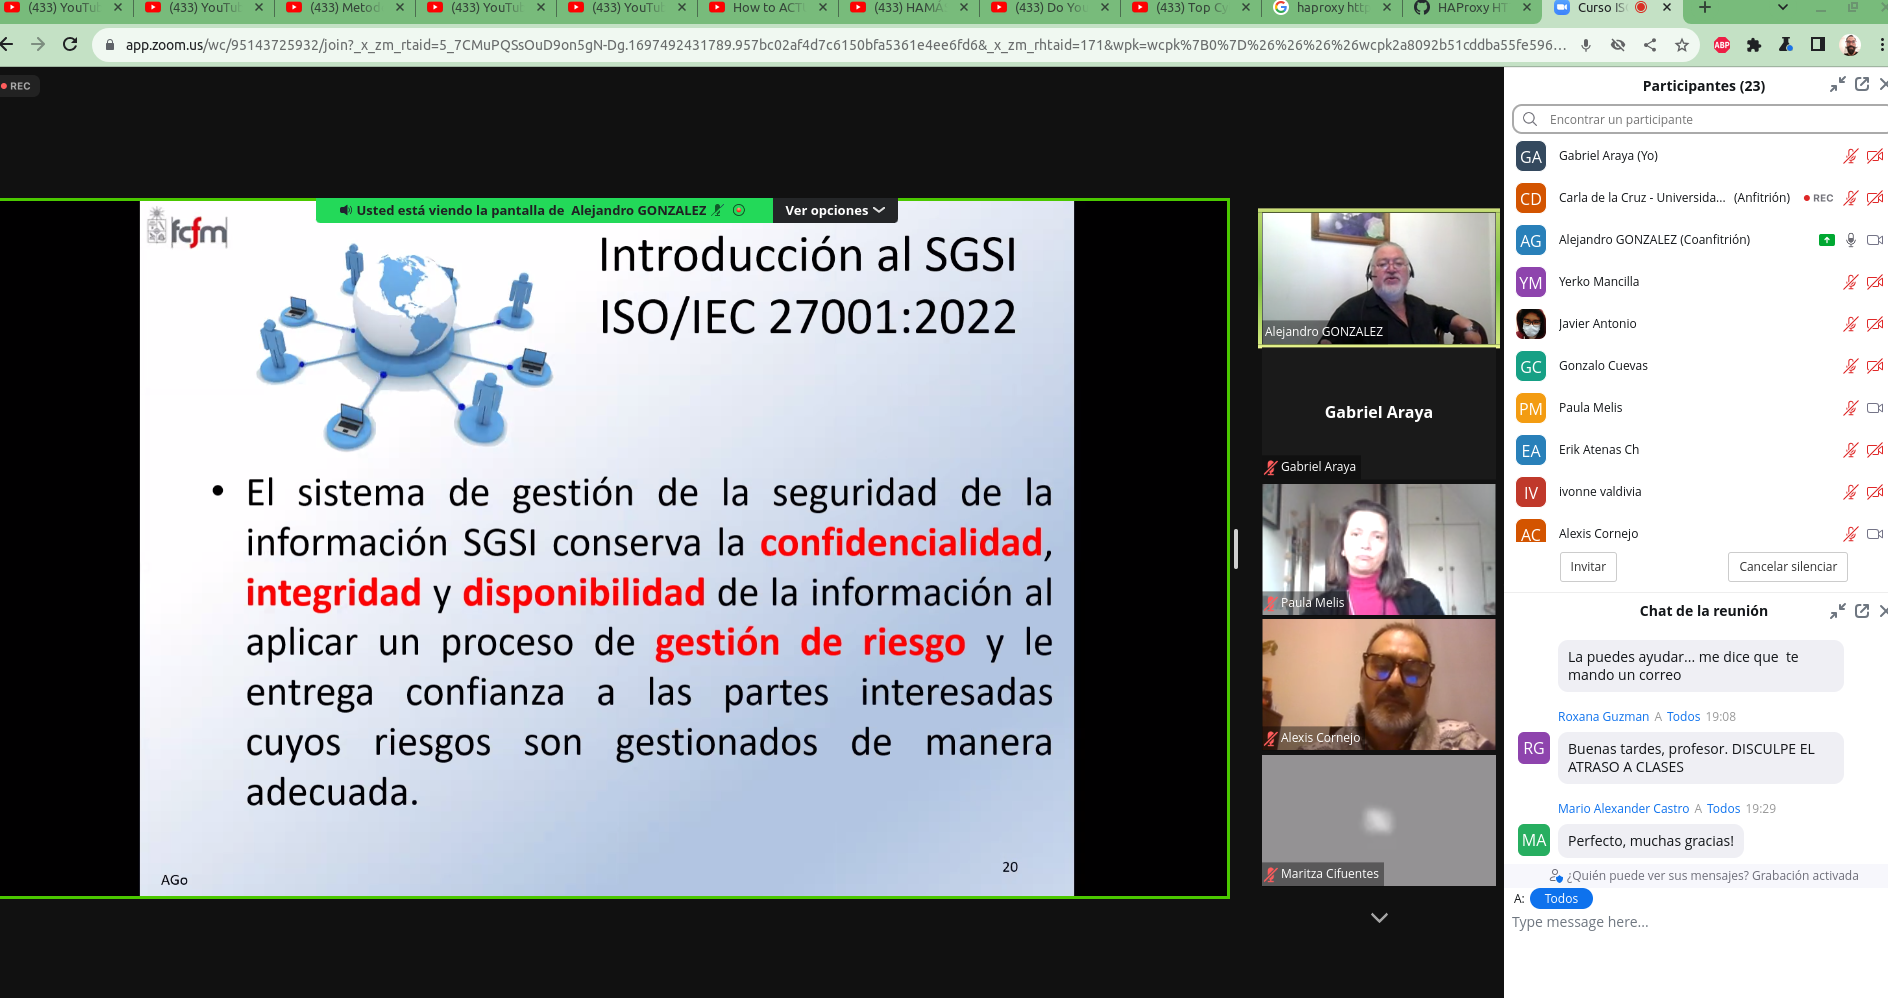 (433) YouTu
(433) YouTu
(433) Metod
(433) YouTu
(433) YouTu
How to ACT
(433) HAMÁ
(433) Do You
(433) Top Cy
haproxy http
HAProxy HT
Curso IS
app.zoom.us/wc/95143725932/join?_x_zm_rtaid=5_7CMuPQSsOuD9on5gN-Dg.1697492431789.957bc02af4d7c6150bfa5361e4ee6fd6&_x_zm_rhtaid=171&wpk=wcpk%7B0%7D%26%26%26%26wcpk2a8092b51cddba55fe596...
ABP
REC
Usted está viendo la pantalla de Alejandro GONZALEZ
Ver opciones
fcfm
Introducción al SGSI
ISO/IEC 27001:2022
• El sistema de gestión de la seguridad de la
información SGSI conserva la confidencialidad,
integridad y disponibilidad de la información al
aplicar un proceso de gestión de riesgo y le
entrega confianza a las partes interesadas
cuyos riesgos son gestionados de manera
adecuada.
AGo
20
Alejandro GONZALEZ
Gabriel Araya
Gabriel Araya
Paula Melis
Alexis Cornejo
Maritza Cifuentes
Participantes (23)
Encontrar un participante
GA Gabriel Araya (Yo)
CD Carla de la Cruz - Universida... (Anfitrión) REC
AG Alejandro GONZALEZ (Coanfitrión)
YM Yerko Mancilla
Javier Antonio
GC Gonzalo Cuevas
PM Paula Melis
EA Erik Atenas Ch
IV ivonne valdivia
AC Alexis Cornejo
Invitar
Cancelar silenciar
Chat de la reunión
La puedes ayudar... me dice que te
mando un correo
Roxana Guzman A Todos 19:08
RG
Buenas tardes, profesor. DISCULPE EL
ATRASO A CLASES
Mario Alexander Castro A Todos 19:29
MA
Perfecto, muchas gracias!
¿Quién puede ver sus mensajes? Grabación activada
A: Todos
Type message here...